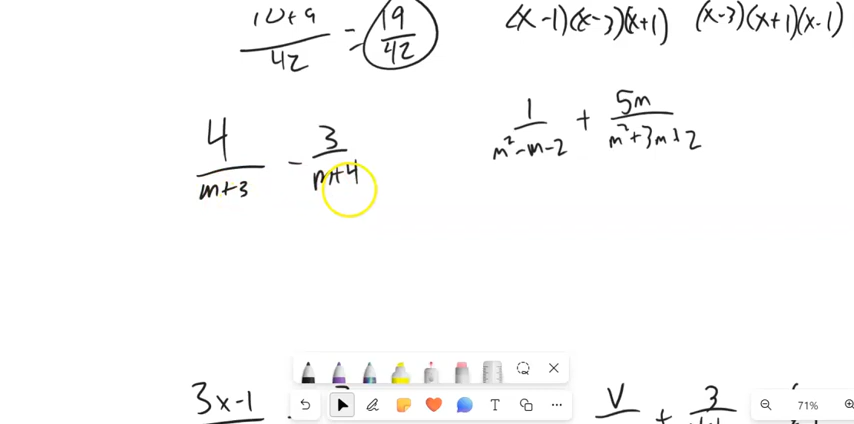 10+9 / 42 = 19/42
(x-1)(x-3)(x+1) (x-3)(x+1)(x-1)
4/(m+3) - 3/(m+4)
1/(m²-m-2) + 5m/(m²+3m+2)
3x-1
V + 3
T
71%